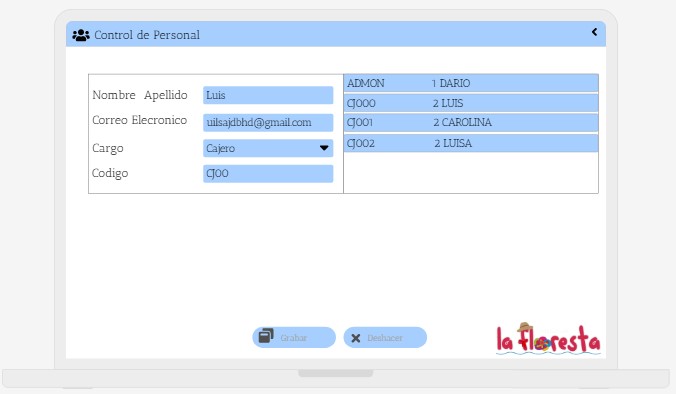 Control de Personal
Nombre Apellido Luis
Correo Elecronico uilsajdbhd@gmail.com
Cargo Cajero
Codigo CJ00
ADMON 1 DARIO
CJ000 2 LUIS
CJ001 2 CAROLINA
CJ002 2 LUISA
Grabar
Deshacer
la floresta